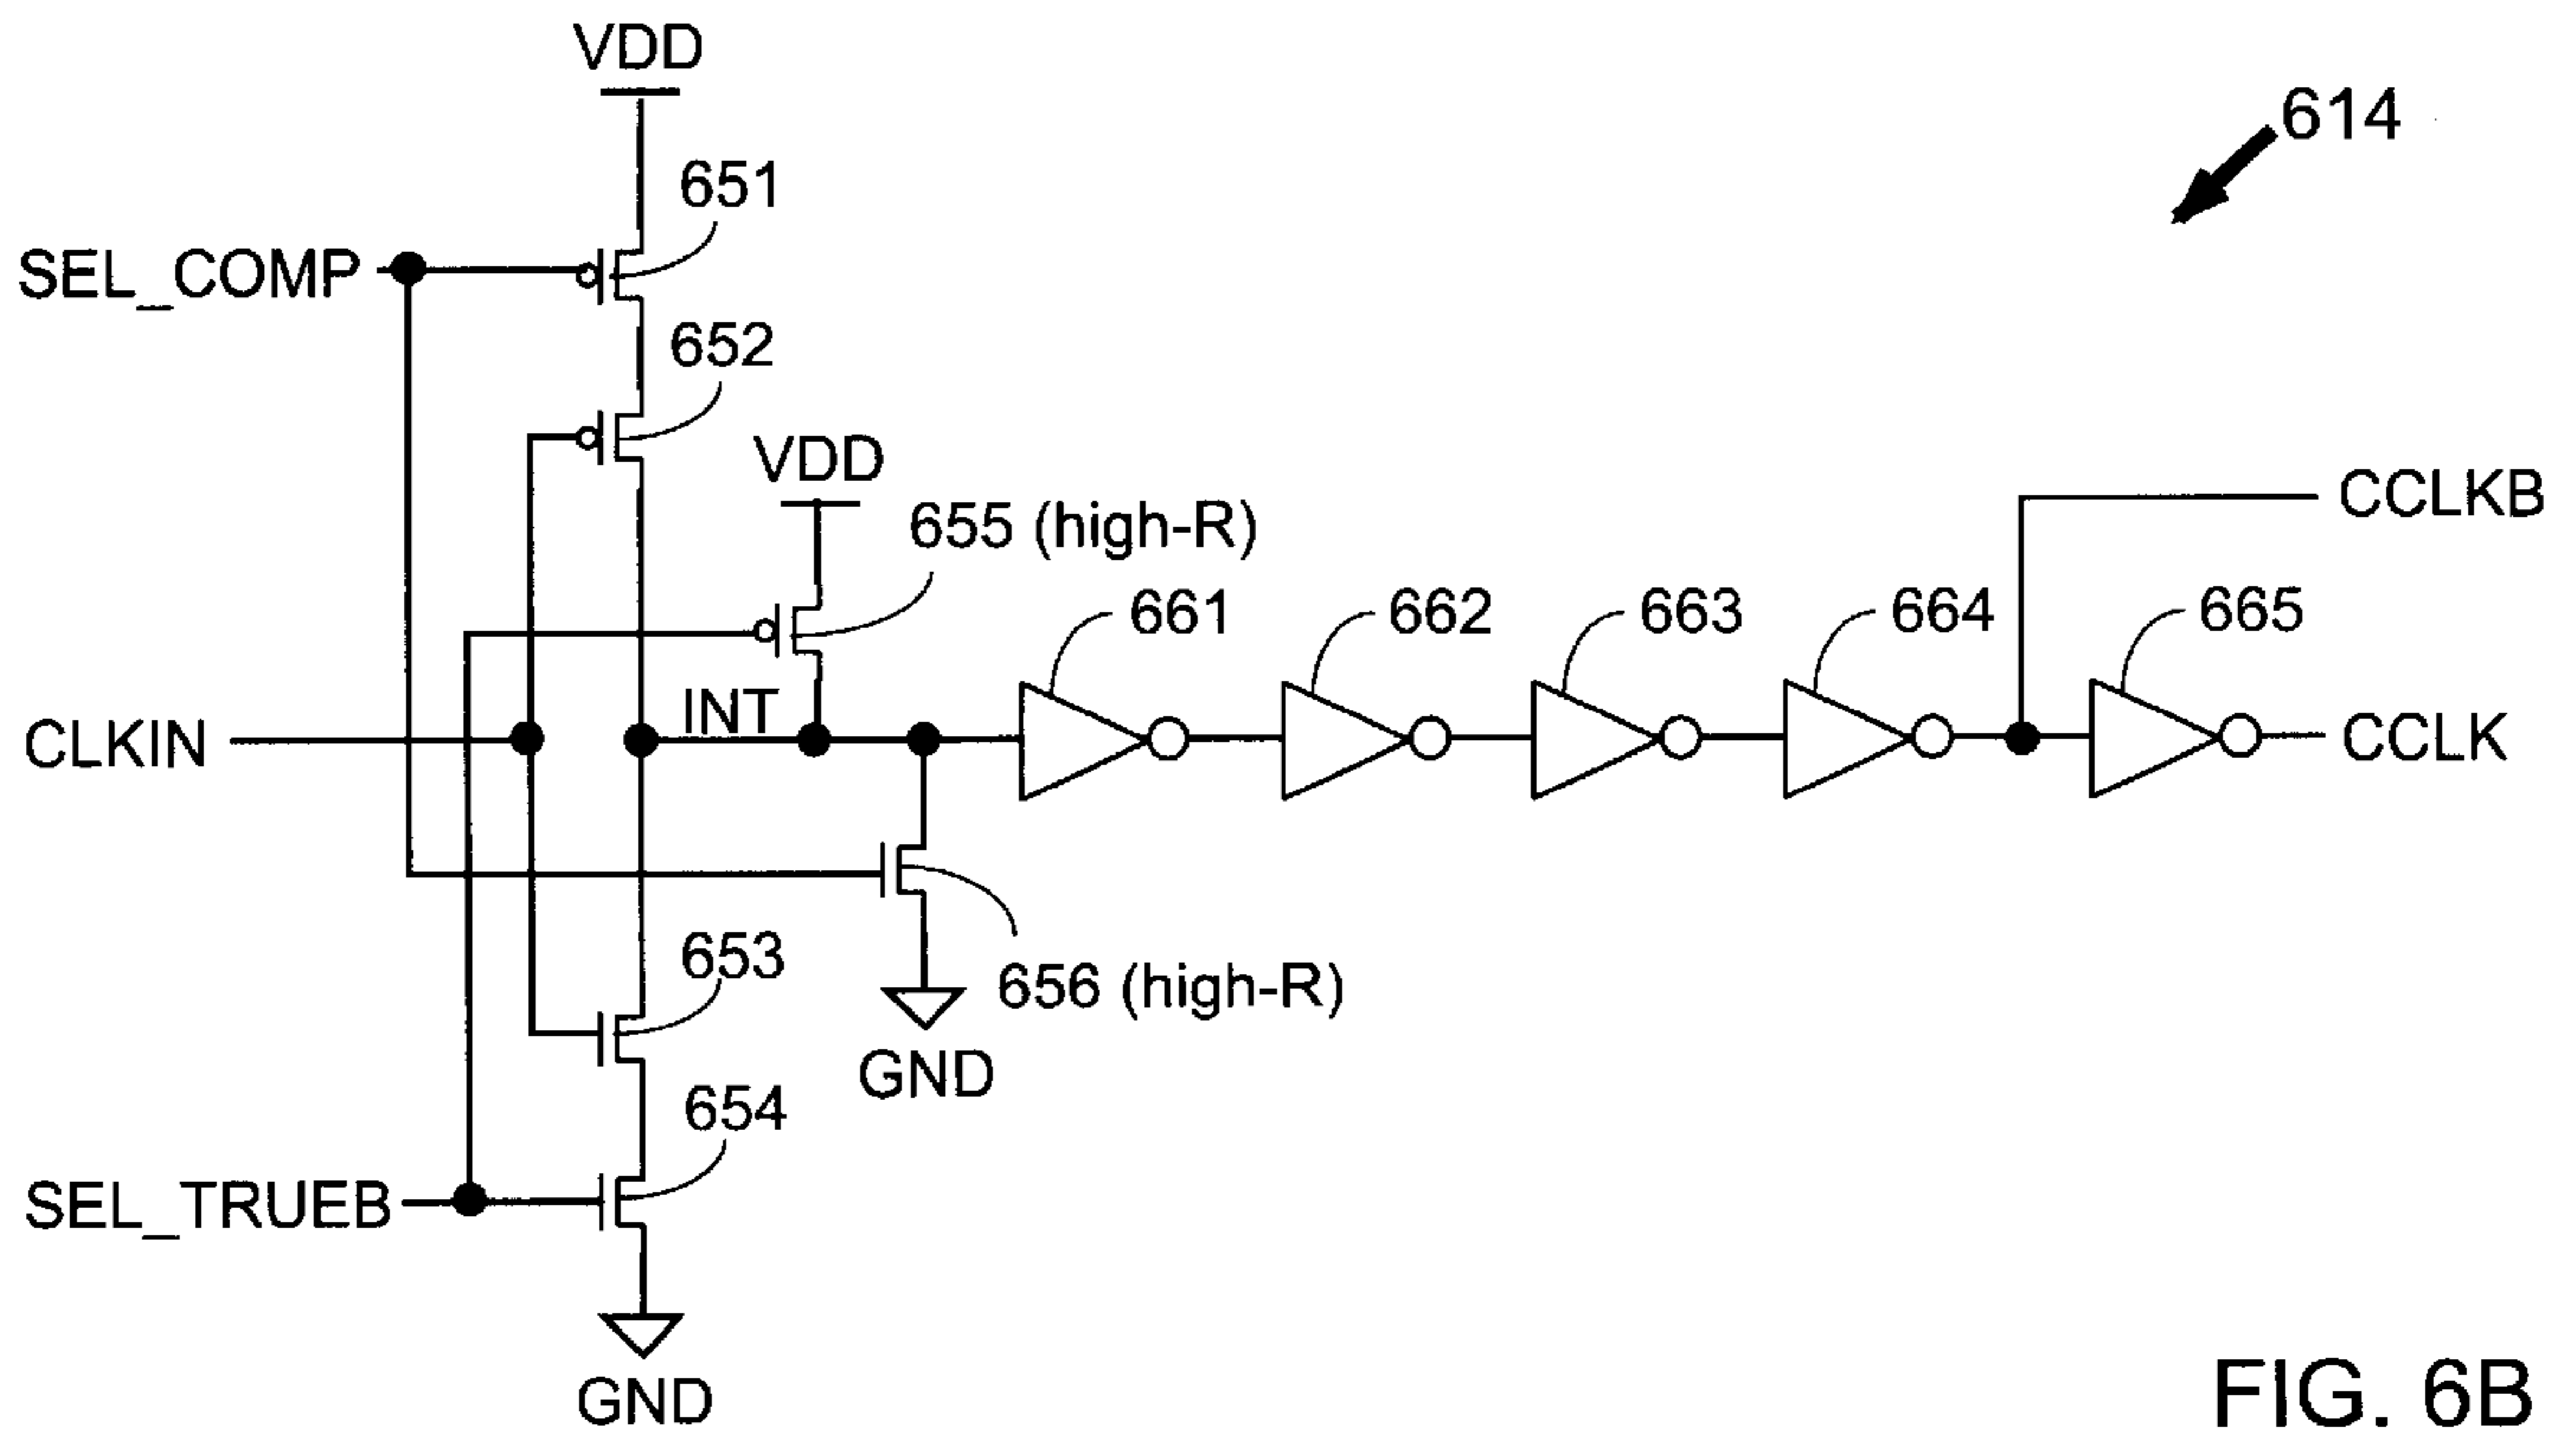 VDD
614
651
SEL_COMP
652
VDD
CCLKB
655 (high-R)
661
662
663
664
665
INT
CLKIN
CCLK
653
656 (high-R)
GND
654
SEL_TRUEB
GND
FIG. 6B